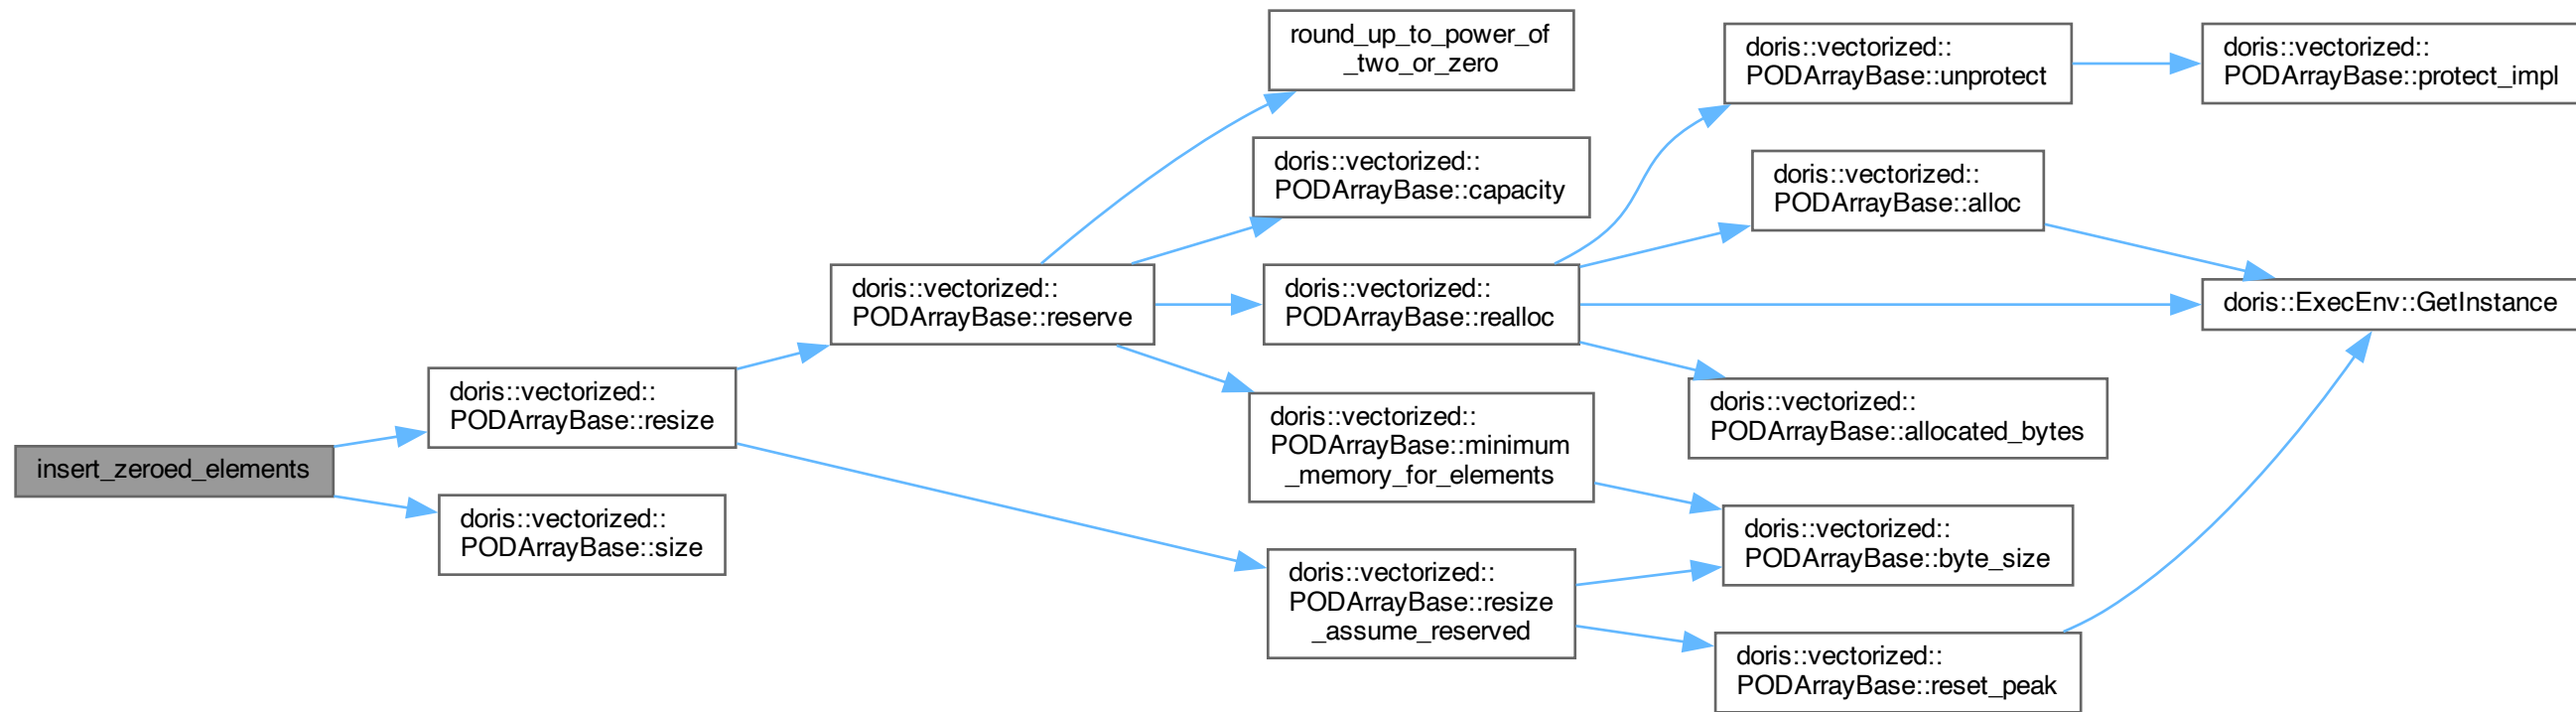 insert_zeroed_elements
doris::vectorized::
PODArrayBase::resize
doris::vectorized::
PODArrayBase::size
doris::vectorized::
PODArrayBase::reserve
round_up_to_power_of
_two_or_zero
doris::vectorized::
PODArrayBase::capacity
doris::vectorized::
PODArrayBase::realloc
doris::vectorized::
PODArrayBase::minimum
_memory_for_elements
doris::vectorized::
PODArrayBase::resize
_assume_reserved
doris::vectorized::
PODArrayBase::unprotect
doris::vectorized::
PODArrayBase::alloc
doris::vectorized::
PODArrayBase::allocated_bytes
doris::vectorized::
PODArrayBase::byte_size
doris::vectorized::
PODArrayBase::reset_peak
doris::vectorized::
PODArrayBase::protect_impl
doris::ExecEnv::GetInstance